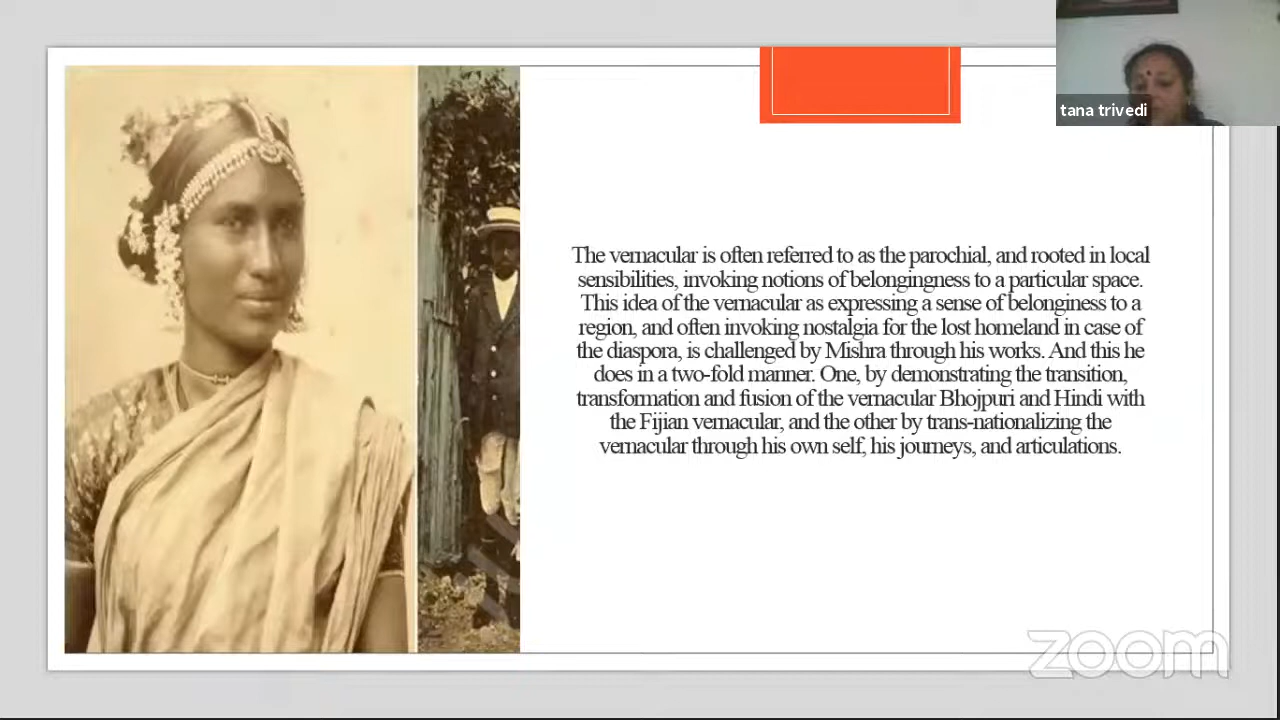 tana trivedi
The vernacular is often referred to as the parochial, and rooted in local
sensibilities, invoking notions of belongingness to a particular space.
This idea of the vernacular as expressing a sense of belonginess to a
region, and often invoking nostalgia for the lost homeland in case of
the diaspora, is challenged by Mishra through his works. And this he
does in a two-fold manner. One, by demonstrating the transition,
transformation and fusion of the vernacular Bhojpuri and Hindi with
the Fijian vernacular, and the other by trans-nationalizing the
vernacular through his own self, his journeys, and articulations.
zoom